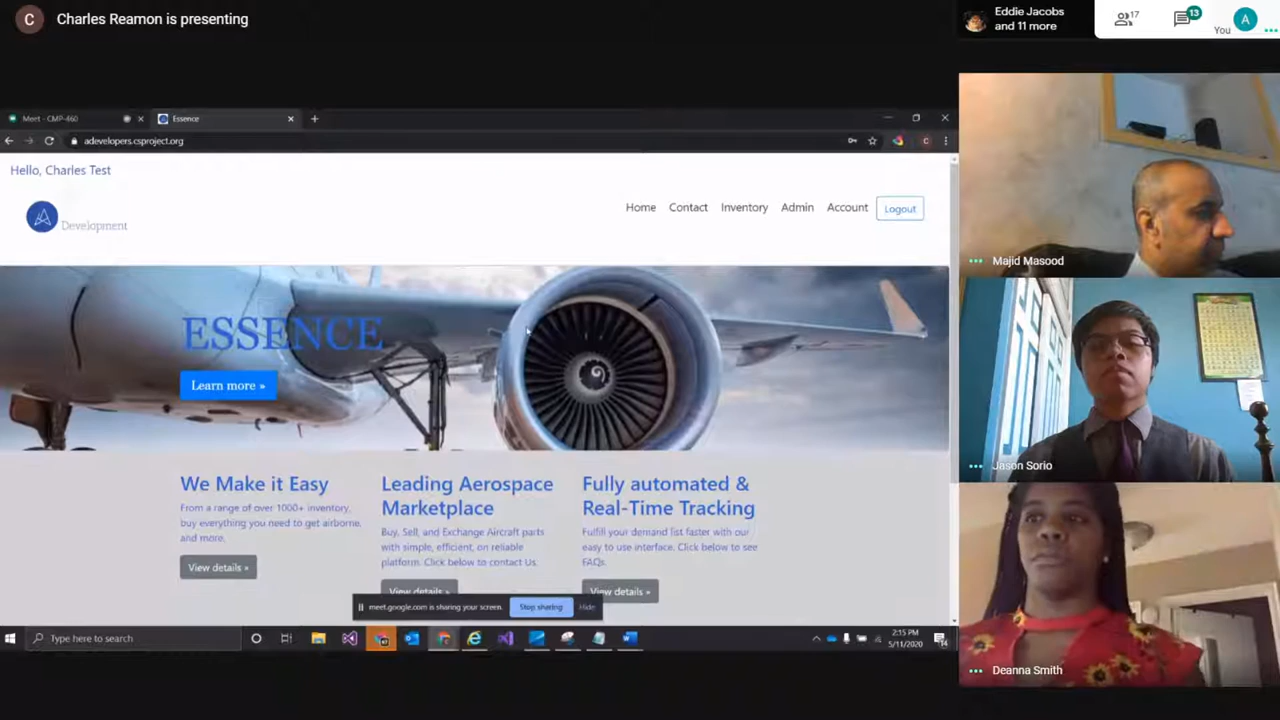 C
Charles Reamon is presenting
Eddie Jacobs
and 11 more
17
13
You
A
Meet - CMP-460
Essence
adevelopers.csproject.org
C
Hello, Charles Test
Development
Home
Contact
Inventory
Admin
Account
Logout
ESSENCE
Learn more »
We Make it Easy
From a range of over 1000+ inventory,
buy everything you need to get airborne,
and more.
View details »
Leading Aerospace
Marketplace
Buy, Sell, and Exchange Aircraft parts
with simple, efficient, on reliable
platform. Click below to contact Us.
View details »
Fully automated &
Real-Time Tracking
Fulfill your demand list faster with our
easy to use interface. Click below to see
FAQs.
View details »
meet.google.com is sharing your screen.
Stop sharing
Hide
Type here to search
2:15 PM
5/11/2020
Majid Masood
Jason Sorio
Deanna Smith